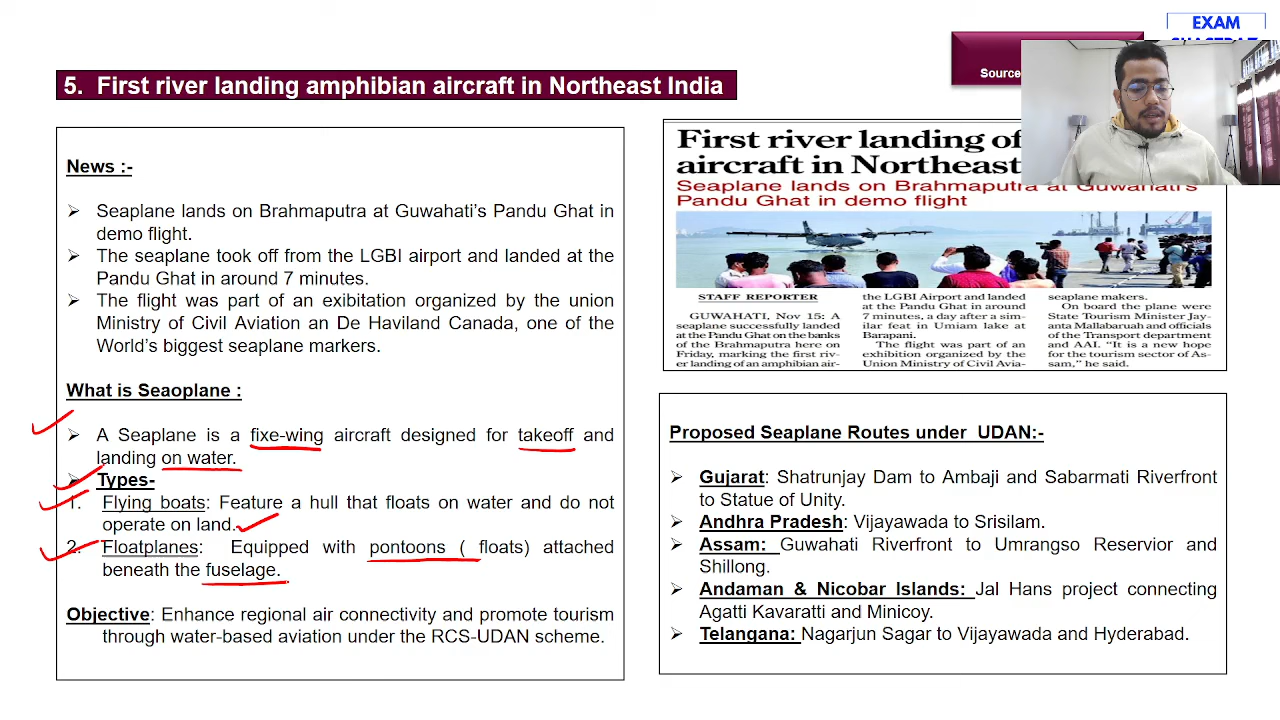 EXAM
5. First river landing amphibian aircraft in Northeast India
Source
News :-
➢ Seaplane lands on Brahmaputra at Guwahati's Pandu Ghat in
demo flight.
➢ The seaplane took off from the LGBI airport and landed at the
Pandu Ghat in around 7 minutes.
➢ The flight was part of an exibitation organized by the union
Ministry of Civil Aviation an De Haviland Canada, one of the
World's biggest seaplane markers.
What is Seaoplane :
➢ A Seaplane is a fixe-wing aircraft designed for takeoff and
landing on water.
➢ Types-
1. Flying boats: Feature a hull that floats on water and do not
operate on land.
2. Floatplanes: Equipped with pontoons ( floats) attached
beneath the fuselage.
Objective: Enhance regional air connectivity and promote tourism
through water-based aviation under the RCS-UDAN scheme.
First river landing of
aircraft in Northeast
Seaplane lands on Brahmaputra at Guwahati's
Pandu Ghat in demo flight
STAFF REPORTER
GUWAHATI, Nov 15: A
seaplane successfully landed
at the Pandu Ghat on the banks
of the Brahmaputra here on
Friday, marking the first riv-
er landing of an amphibian air-
the LGBI Airport and landed
at the Pandu Ghat in around
7 minutes, a day after a sim-
ilar feat in Umiam lake at
Barapani.
The flight was part of an
exhibition organized by the
Union Ministry of Civil Avia-
seaplane makers.
On board the plane were
State Tourism Minister Jay-
anta Mallabaruah and officials
of the Transport department
and AAI. "It is a new hope
for the tourism sector of As-
sam," he said.
Proposed Seaplane Routes under UDAN:-
➢ Gujarat: Shatrunjay Dam to Ambaji and Sabarmati Riverfront
to Statue of Unity.
➢ Andhra Pradesh: Vijayawada to Srisilam.
➢ Assam: Guwahati Riverfront to Umrangso Reservior and
Shillong.
➢ Andaman & Nicobar Islands: Jal Hans project connecting
Agatti Kavaratti and Minicoy.
➢ Telangana: Nagarjun Sagar to Vijayawada and Hyderabad.